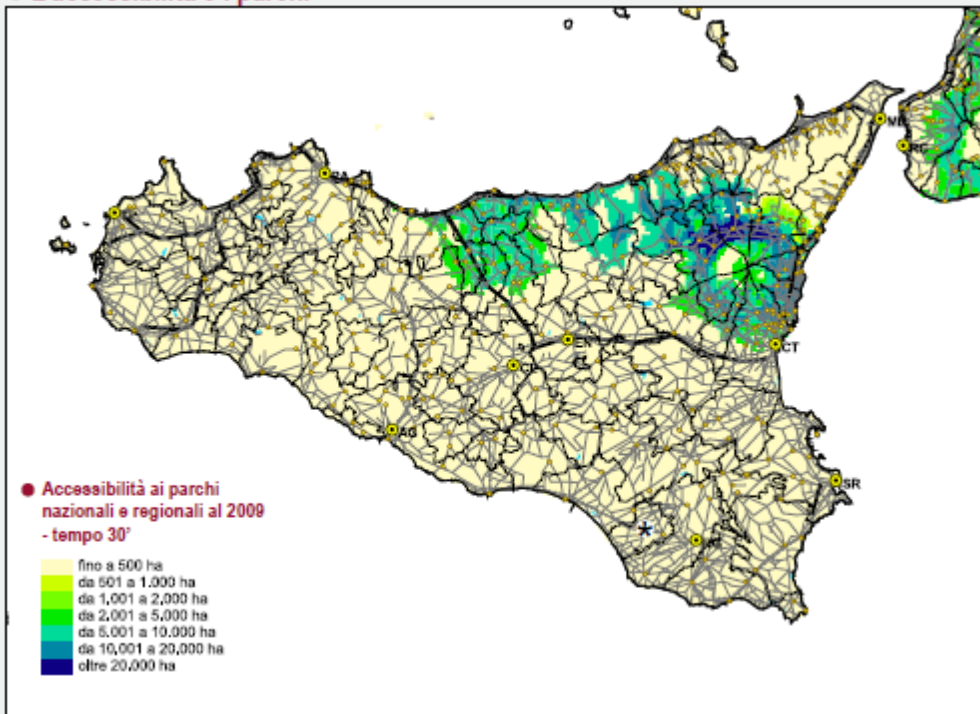 ME
RC
PA
EN
CT
CL
AG
SR
Accessibilità ai parchi
nazionali e regionali al 2009
- tempo 30'
fino a 500 ha
da 501 a 1.000 ha
da 1,001 a 2,000 ha
da 2.001 a 5.000 ha
da 5.001 a 10.000 ha
da 10,001 a 20,000 ha
oltre 20.000 ha